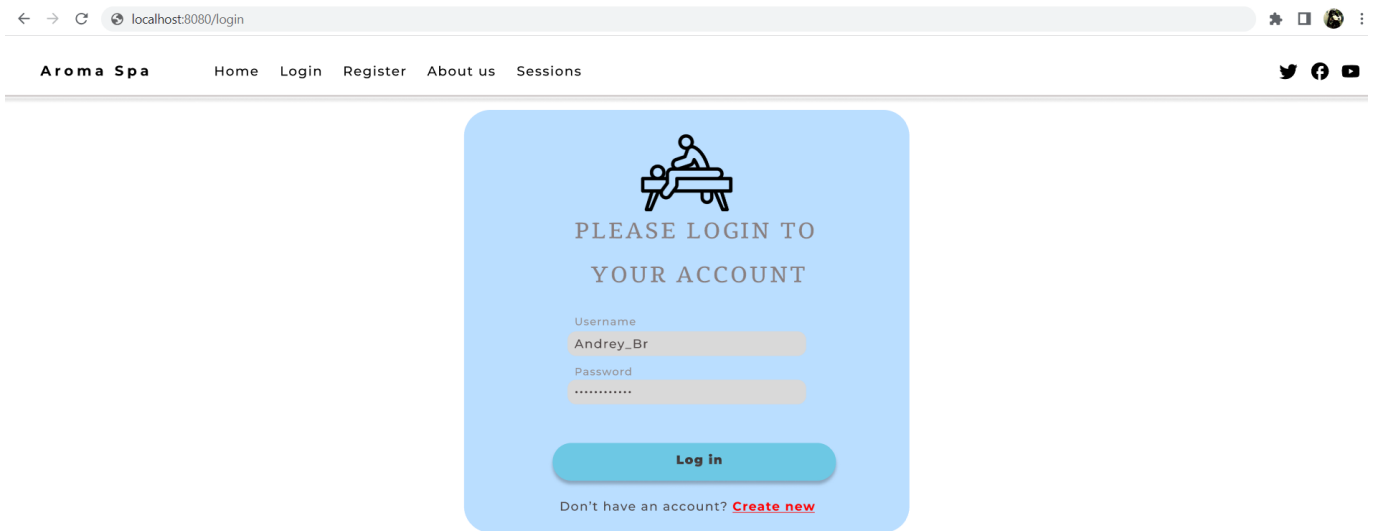 localhost:8080/login
Aroma Spa Home Login Register About us Sessions
PLEASE LOGIN TO
YOUR ACCOUNT
Username
Andrey_Br
Password
••••••••••••
Log in
Don't have an account? Create new